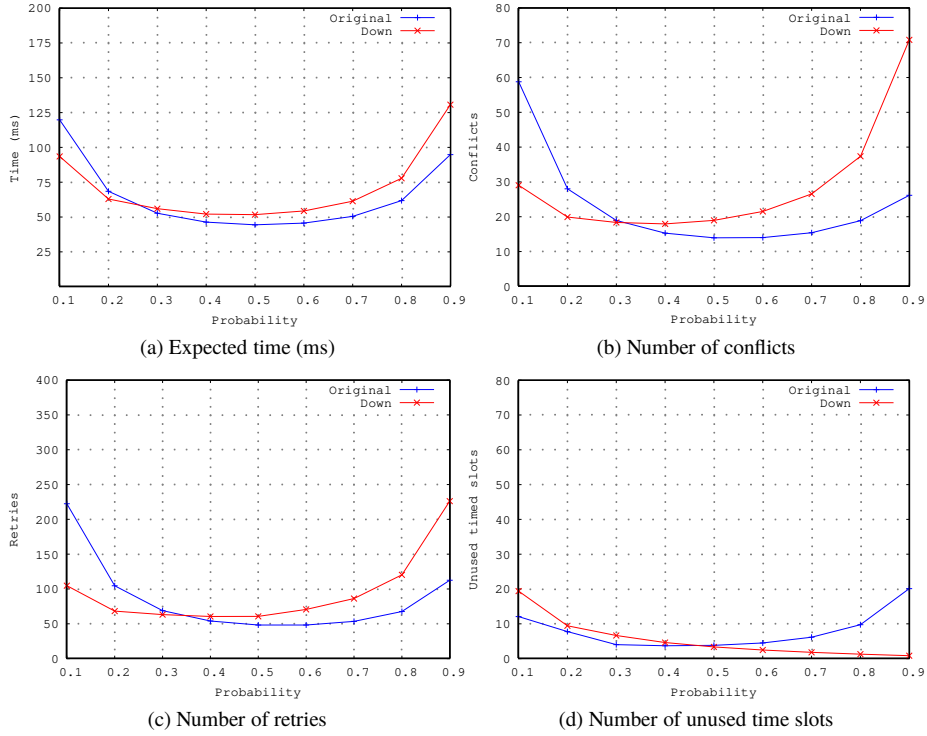 200
175
150
125
100
75
50
25
Time (ms)
Original
Down
0.1 0.2 0.3 0.4 0.5 0.6 0.7 0.8 0.9
Probability
(a) Expected time (ms)
80
70
60
50
40
30
20
10
0
Conflicts
Original
Down
0.1 0.2 0.3 0.4 0.5 0.6 0.7 0.8 0.9
Probability
(b) Number of conflicts
400
350
300
250
200
150
100
50
0
Retries
Original
Down
0.1 0.2 0.3 0.4 0.5 0.6 0.7 0.8 0.9
Probability
(c) Number of retries
80
70
60
50
40
30
20
10
0
Unused timed slots
Original
Down
0.1 0.2 0.3 0.4 0.5 0.6 0.7 0.8 0.9
Probability
(d) Number of unused time slots